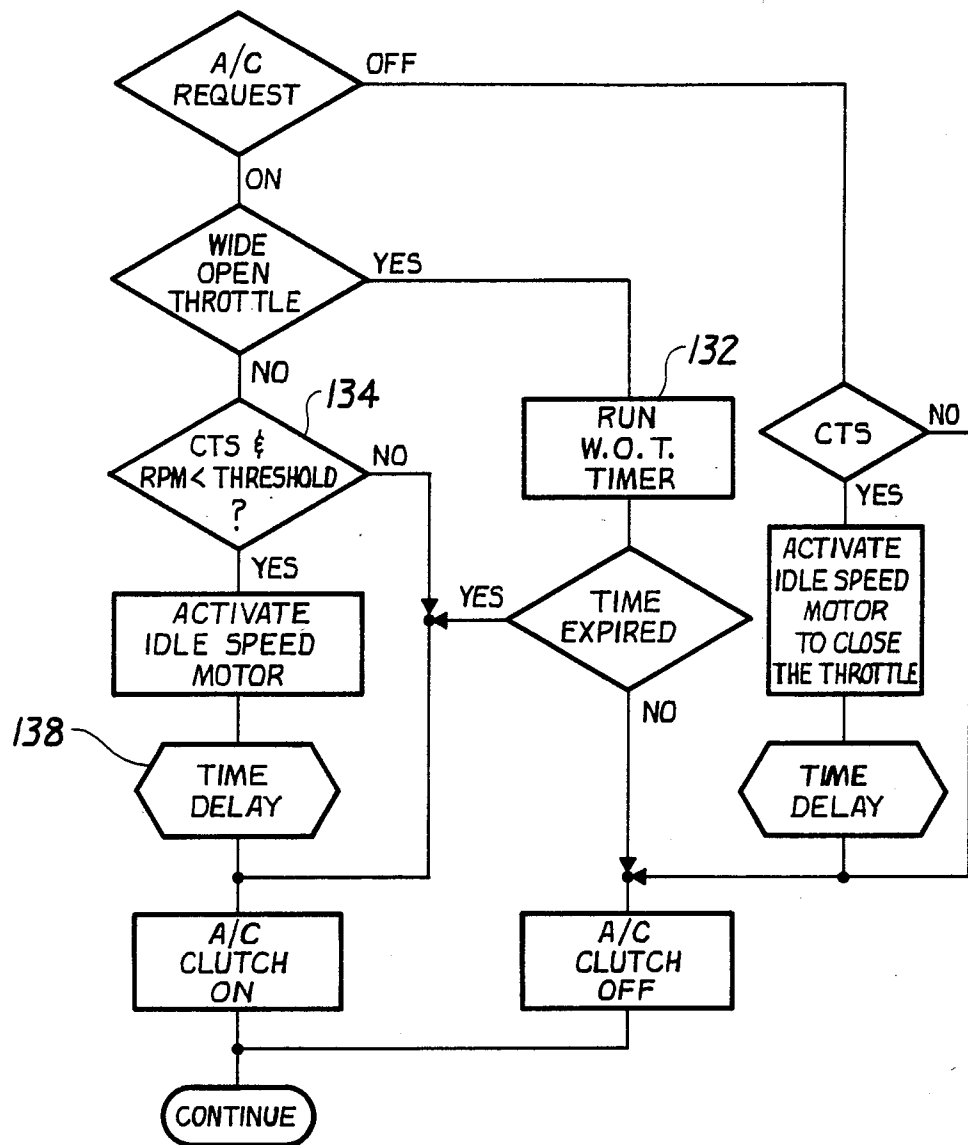 A/C
REQUEST
OFF
ON
WIDE
OPEN
THROTTLE
YES
NO
134
132
CTS &
RPM < THRESHOLD
?
NO
YES
RUN
W.O.T.
TIMER
CTS
NO
YES
ACTIVATE
IDLE SPEED
MOTOR
YES
TIME
EXPIRED
NO
ACTIVATE
IDLE SPEED
MOTOR
TO CLOSE
THE THROTTLE
138
TIME
DELAY
TIME
DELAY
A/C
CLUTCH
ON
A/C
CLUTCH
OFF
CONTINUE